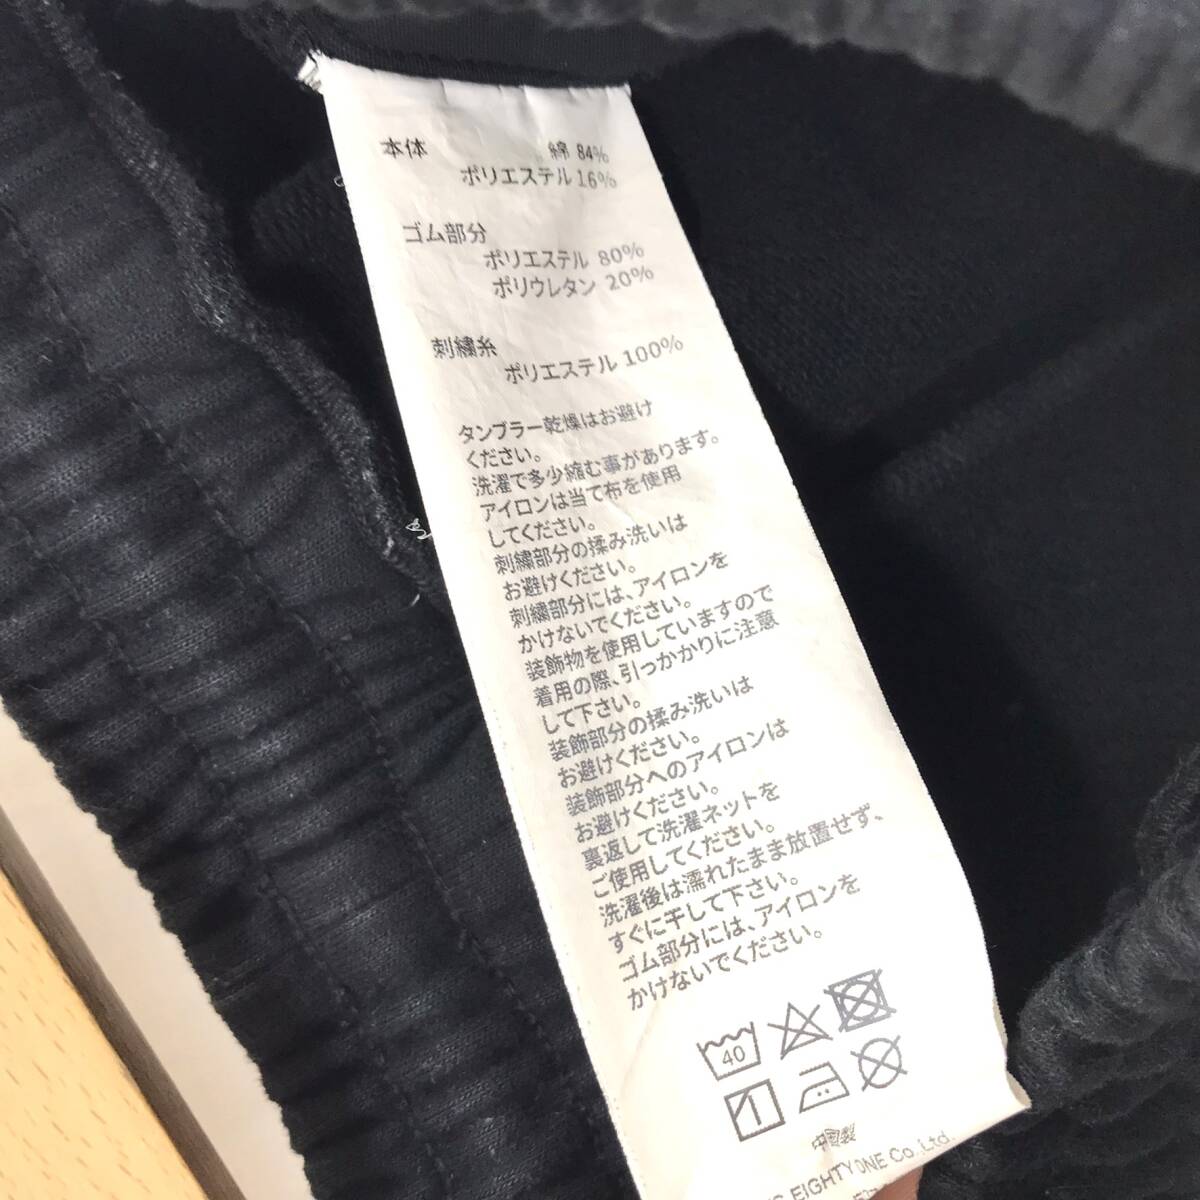 本体 綿 84%
ポリエステル 16%
ゴム部分
ポリエステル 80%
ポリウレタン 20%
刺繍糸
ポリエステル 100%
タンブラー乾燥はお避け
ください。
洗濯で多少縮む事があります。
アイロンは当て布を使用
してください。
刺繍部分の揉み洗いは
お避けください。
刺繍部分には、アイロンを
かけないでください。
装飾物を使用していますので
着用の際、引っかかりに注意
して下さい。
装飾部分の揉み洗いは
お避けください。
装飾部分へのアイロンは
お避けください。
裏返して洗濯ネットを
ご使用してください。
洗濯後は濡れたまま放置せず、
すぐに干して下さい。
ゴム部分には、アイロンを
かけないでください。
40
中国製
EIGHTY ONE Co.,Ltd.